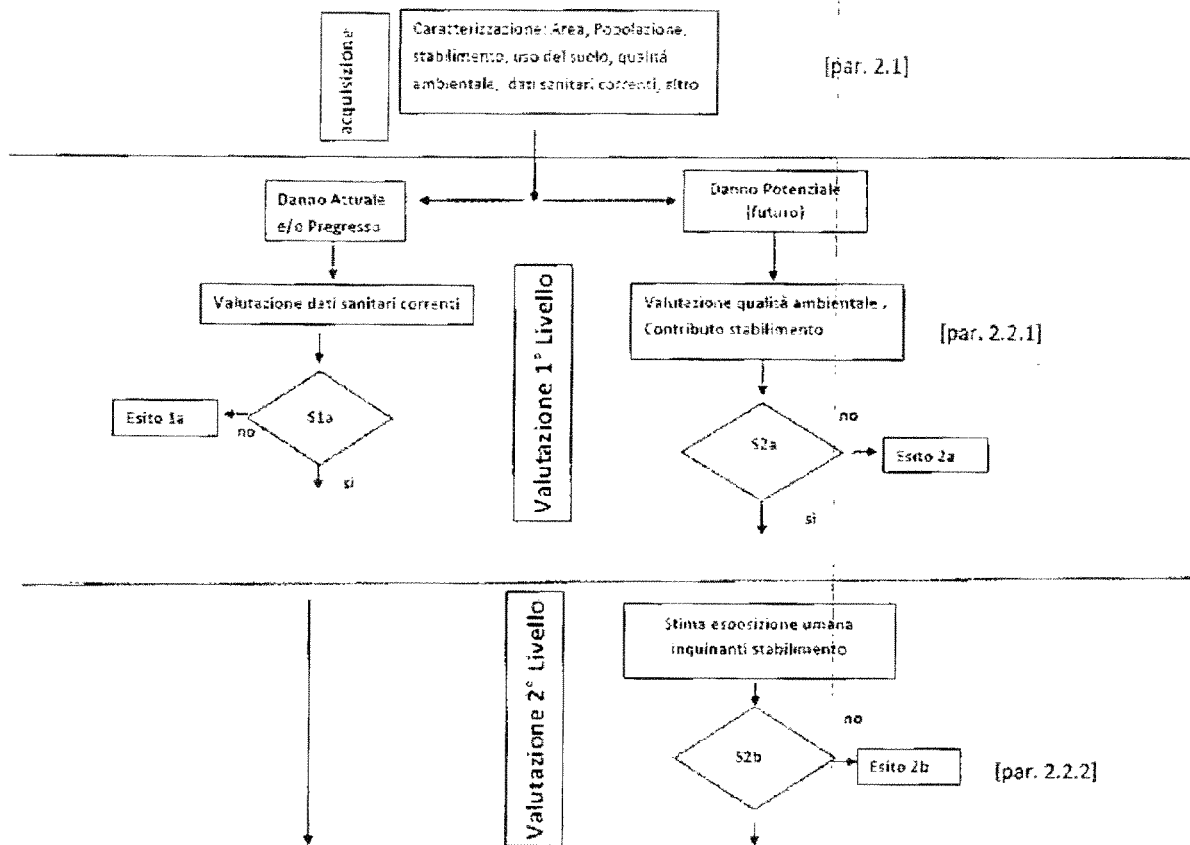 acquisizione
Caratterizzazione: Area, Popolazione,
stabilimento, uso del suolo, qualità
ambientale, dati sanitari correnti, altro
[par. 2.1]
Danno Attuale
e/o Pregresso
Danno Potenziale
(futuro)
Valutazione 1° Livello
Valutazione dati sanitari correnti
Valutazione qualità ambientale.
Contributo stabilimento
[par. 2.2.1]
Esito 1a
no
S1a
si
S2a
no
Esito 2a
sì
Valutazione 2° Livello
Stima esposizione umana
inquinanti stabilimento
no
S2b
Esito 2b
[par. 2.2.2]